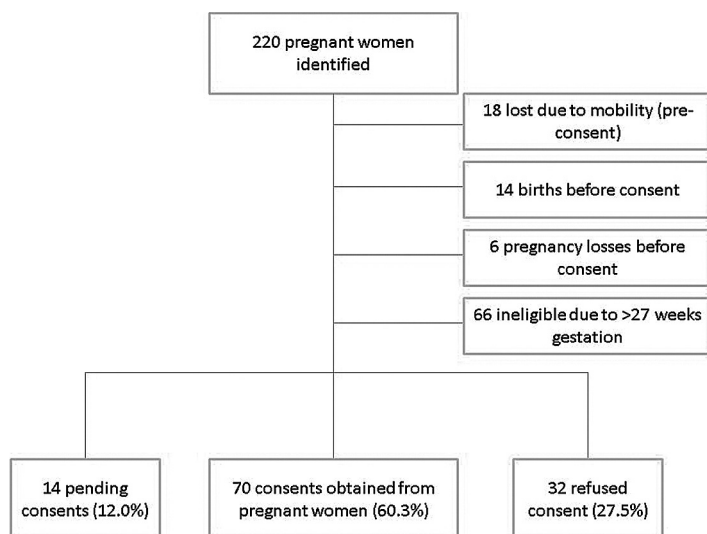 220 pregnant women
identified
18 lost due to mobility (pre-
consent)
14 births before consent
6 pregnancy losses before
consent
66 ineligible due to >27 weeks
gestation
14 pending
consents (12.0%)
70 consents obtained from
pregnant women (60.3%)
32 refused
consent (27.5%)